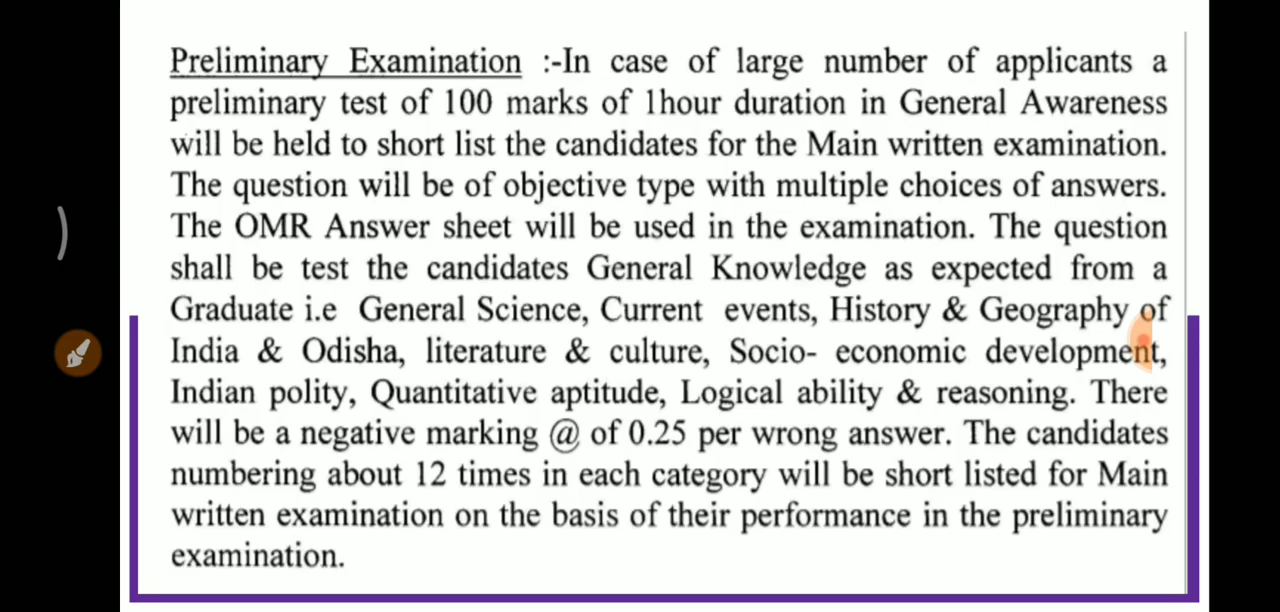 Preliminary Examination :-In case of large number of applicants a
preliminary test of 100 marks of 1hour duration in General Awareness
will be held to short list the candidates for the Main written examination.
The question will be of objective type with multiple choices of answers.
The OMR Answer sheet will be used in the examination. The question
shall be test the candidates General Knowledge as expected from a
Graduate i.e General Science, Current events, History & Geography of
India & Odisha, literature & culture, Socio- economic development,
Indian polity, Quantitative aptitude, Logical ability & reasoning. There
will be a negative marking @ of 0.25 per wrong answer. The candidates
numbering about 12 times in each category will be short listed for Main
written examination on the basis of their performance in the preliminary
examination.